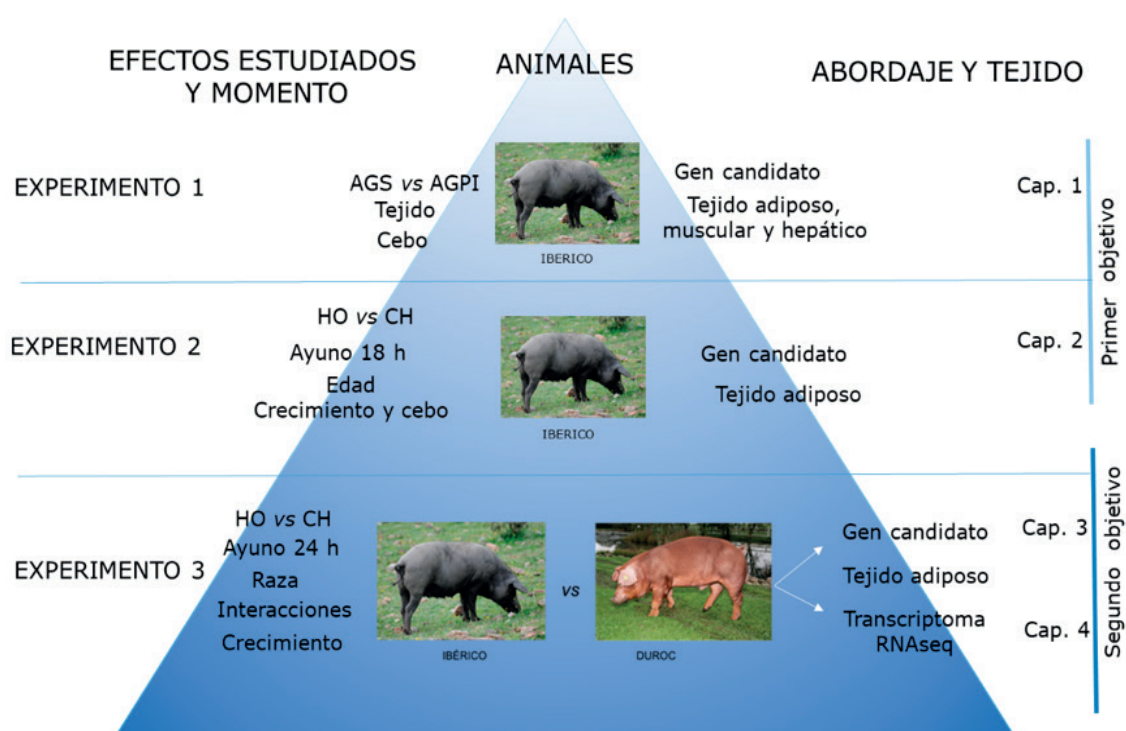 EFECTOS ESTUDIADOS
Y MOMENTO
ANIMALES
ABORDAJE Y TEJIDO
EXPERIMENTO 1
AGS vs AGPI
Tejido
Cebo
IBERICO
Gen candidato
Tejido adiposo,
muscular y hepático
Cap. 1
Primer objetivo
EXPERIMENTO 2
HO vs CH
Ayuno 18 h
Edad
Crecimiento y cebo
IBERICO
Gen candidato
Tejido adiposo
Cap. 2
EXPERIMENTO 3
HO vs CH
Ayuno 24 h
Raza
Interacciones
Crecimiento
IBÉRICO
vs
DUROC
Gen candidato
Tejido adiposo
Transcriptoma
RNAseq
Cap. 3
Cap. 4
Segundo objetivo